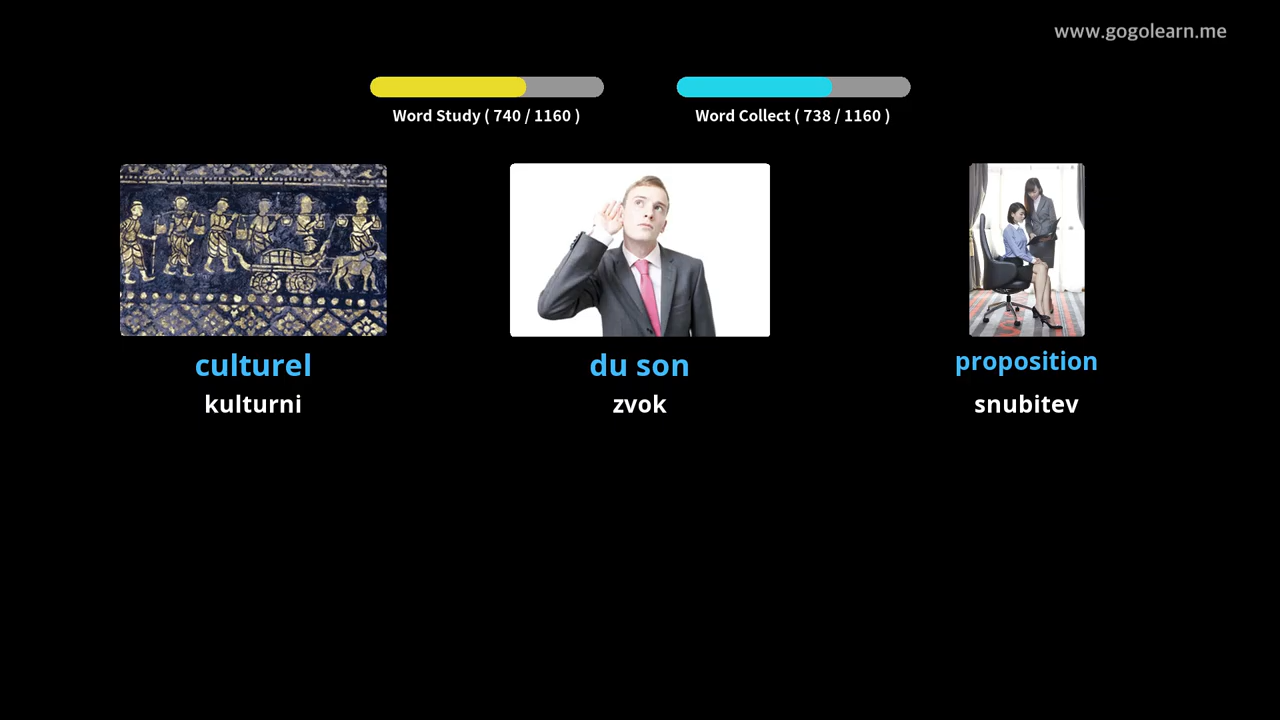 www.gogolearn.me
Word Study ( 740 / 1160 )
Word Collect ( 738 / 1160 )
culturel
du son
proposition
kulturni
zvok
snubitev